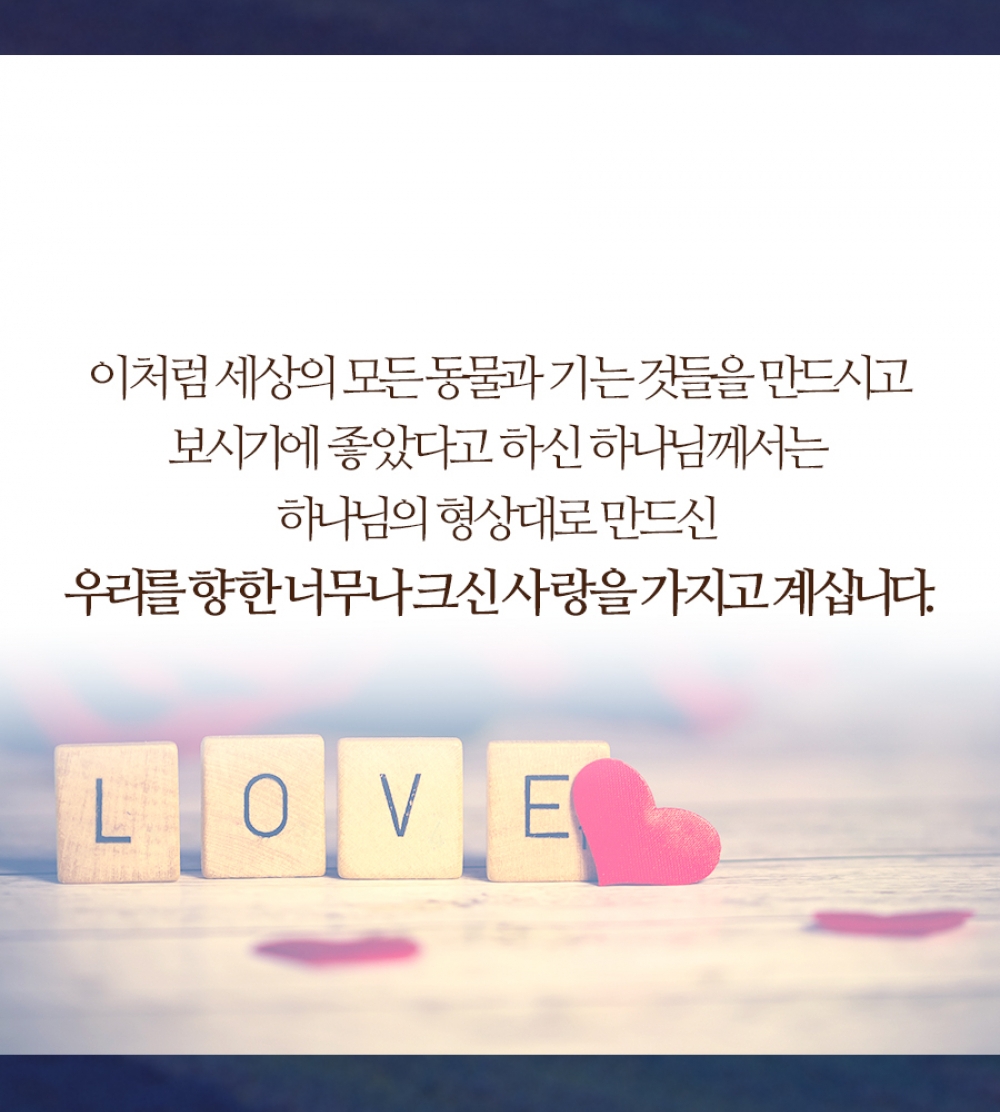 이처럼 세상의 모든 동물과 기는 것들을 만드시고
보시기에 좋았다고 하신 하나님께서는
하나님의 형상대로 만드신
우리를 향한 너무나 크신 사랑을 가지고 계십니다.
L O V E